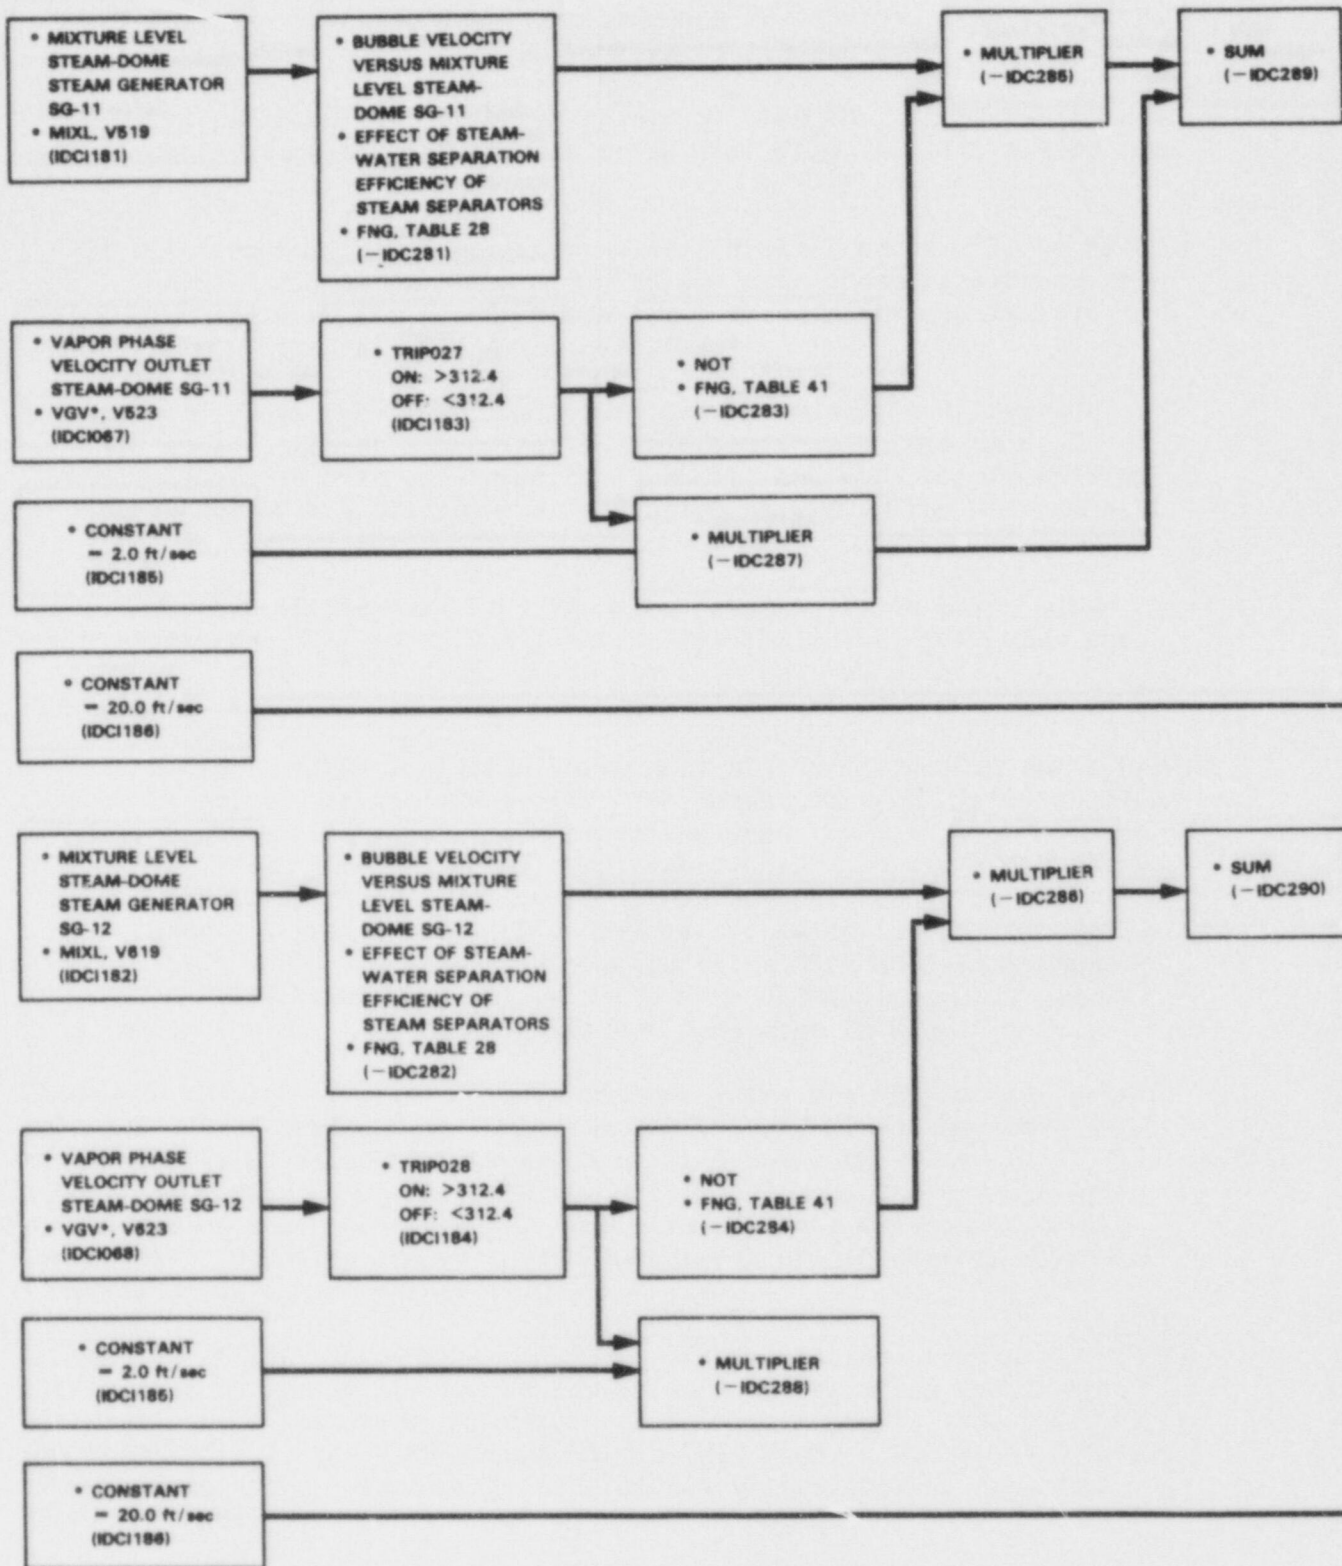 • MIXTURE LEVEL
STEAM-DOME
STEAM GENERATOR
SG-11
• MIXL, V519
(IDCI181)
• BUBBLE VELOCITY
VERSUS MIXTURE
LEVEL STEAM-
DOME SG-11
• EFFECT OF STEAM-
WATER SEPARATION
EFFICIENCY OF
STEAM SEPARATORS
• FNG, TABLE 28
(-IDC281)
• MULTIPLIER
(-IDC285)
• SUM
(-IDC289)
• VAPOR PHASE
VELOCITY OUTLET
STEAM-DOME SG-11
• VGV*, V523
(IDCI067)
• TRIP027
ON: >312.4
OFF: <312.4
(IDCI183)
• NOT
• FNG, TABLE 41
(-IDC283)
• CONSTANT
= 2.0 ft/sec
(IDCI185)
• MULTIPLIER
(-IDC287)
• CONSTANT
= 20.0 ft/sec
(IDCI186)
• MIXTURE LEVEL
STEAM-DOME
STEAM GENERATOR
SG-12
• MIXL, V619
(IDCI182)
• BUBBLE VELOCITY
VERSUS MIXTURE
LEVEL STEAM-
DOME SG-12
• EFFECT OF STEAM-
WATER SEPARATION
EFFICIENCY OF
STEAM SEPARATORS
• FNG, TABLE 28
(-IDC282)
• MULTIPLIER
(-IDC286)
• SUM
(-IDC290)
• VAPOR PHASE
VELOCITY OUTLET
STEAM-DOME SG-12
• VGV*, V623
(IDCI068)
• TRIP028
ON: >312.4
OFF: <312.4
(IDCI184)
• NOT
• FNG, TABLE 41
(-IDC284)
• CONSTANT
= 2.0 ft/sec
(IDCI185)
• MULTIPLIER
(-IDC288)
• CONSTANT
= 20.0 ft/sec
(IDCI186)